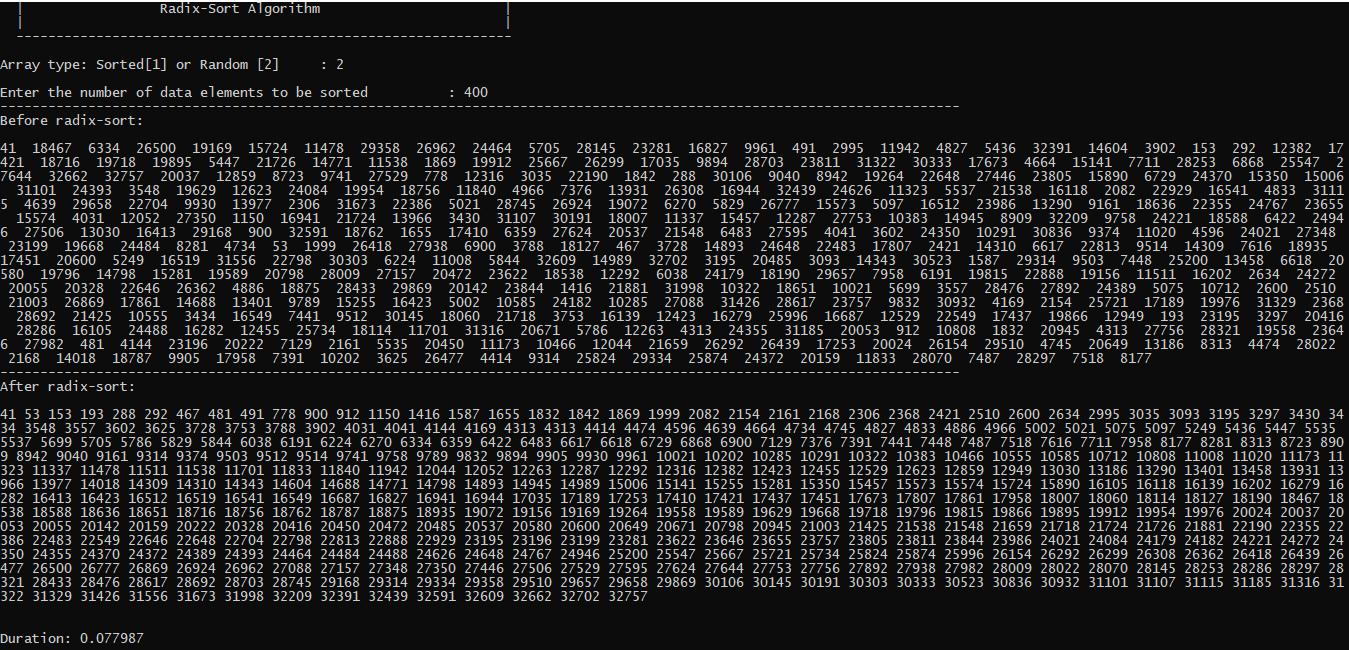 |                 Radix-Sort Algorithm                       |
|                                                            |
--------------------------------------------------------------
Array type: Sorted[1] or Random [2]     : 2
Enter the number of data elements to be sorted          : 400
------------------------------------------------------------------------------------------------------------------------
Before radix-sort:
41  18467  6334  26500  19169  15724  11478  29358  26962  24464  5705  28145  23281  16827  9961  491  2995  11942  4827  5436  32391  14604  3902  153  292  12382  17
421  18716  19718  19895  5447  21726  14771  11538  1869  19912  25667  26299  17035  9894  28703  23811  31322  30333  17673  4664  15141  7711  28253  6868  25547  2
7644  32662  32757  20037  12859  8723  9741  27529  778  12316  3035  22190  1842  288  30106  9040  8942  19264  22648  27446  23805  15890  6729  24370  15350  15006
31101  24393  3548  19629  12623  24084  19954  18756  11840  4966  7376  13931  26308  16944  32439  24626  11323  5537  21538  16118  2082  22929  16541  4833  3111
5  4639  29658  22704  9930  13977  2306  31673  22386  5021  28745  26924  19072  6270  5829  26777  15573  5097  16512  23986  13290  9161  18636  22355  24767  23655
15574  4031  12052  27350  1150  16941  21724  13966  3430  31107  30191  18007  11337  15457  12287  27753  10383  14945  8909  32209  9758  24221  18588  6422  2494
6  27506  13030  16413  29168  900  32591  18762  1655  17410  6359  27624  20537  21548  6483  27595  4041  3602  24350  10291  30836  9374  11020  4596  24021  27348
23199  19668  24484  8281  4734  53  1999  26418  27938  6900  3788  18127  467  3728  14893  24648  22483  17807  2421  14310  6617  22813  9514  14309  7616  18935
17451  20600  5249  16519  31556  22798  30303  6224  11008  5844  32609  14989  32702  3195  20485  3093  14343  30523  1587  29314  9503  7448  25200  13458  6618  20
580  19796  14798  15281  19589  20798  28009  27157  20472  23622  18538  12292  6038  24179  18190  29657  7958  6191  19815  22888  19156  11511  16202  2634  24272
20055  20328  22646  26362  4886  18875  28433  29869  20142  23844  1416  21881  31998  10322  18651  10021  5699  3557  28476  27892  24389  5075  10712  2600  2510
21003  26869  17861  14688  13401  9789  15255  16423  5002  10585  24182  10285  27088  31426  28617  23757  9832  30932  4169  2154  25721  17189  19976  31329  2368
28692  21425  10555  3434  16549  7441  9512  30145  18060  21718  3753  16139  12423  16279  25996  16687  12529  22549  17437  19866  12949  193  23195  3297  20416
28286  16105  24488  16282  12455  25734  18114  11701  31316  20671  5786  12263  4313  24355  31185  20053  912  10808  1832  20945  4313  27756  28321  19558  2364
6  27982  481  4144  23196  20222  7129  2161  5535  20450  11173  10466  12044  21659  26292  26439  17253  20024  26154  29510  4745  20649  13186  8313  4474  28022
2168  14018  18787  9905  17958  7391  10202  3625  26477  4414  9314  25824  29334  25874  24372  20159  11833  28070  7487  28297  7518  8177
------------------------------------------------------------------------------------------------------------------------
After radix-sort:
41 53 153 193 288 292 467 481 491 778 900 912 1150 1416 1587 1655 1832 1842 1869 1999 2082 2154 2161 2168 2306 2368 2421 2510 2600 2634 2995 3035 3093 3195 3297 3430 34
34 3548 3557 3602 3625 3728 3753 3788 3902 4031 4041 4144 4169 4313 4313 4414 4474 4596 4639 4664 4734 4745 4827 4833 4886 4966 5002 5021 5075 5097 5249 5436 5447 5535
5537 5699 5705 5786 5829 5844 6038 6191 6224 6270 6334 6359 6422 6483 6617 6618 6729 6868 6900 7129 7376 7391 7441 7448 7487 7518 7616 7711 7958 8177 8281 8313 8723 890
9 8942 9040 9161 9314 9374 9503 9512 9514 9741 9758 9789 9832 9894 9905 9930 9961 10021 10202 10285 10291 10322 10383 10466 10555 10585 10712 10808 11008 11020 11173 11
323 11337 11478 11511 11538 11701 11833 11840 11942 12044 12052 12263 12287 12292 12316 12382 12423 12455 12529 12623 12859 12949 13030 13186 13290 13401 13458 13931 13
966 13977 14018 14309 14310 14343 14604 14688 14771 14798 14893 14945 14989 15006 15141 15255 15281 15350 15457 15573 15574 15724 15890 16105 16118 16139 16202 16279 16
282 16413 16423 16512 16519 16541 16549 16687 16827 16941 16944 17035 17189 17253 17410 17421 17437 17451 17673 17807 17861 17958 18007 18060 18114 18127 18190 18467 18
538 18588 18636 18651 18716 18756 18762 18787 18875 18935 19072 19156 19169 19264 19558 19589 19629 19668 19718 19796 19815 19866 19895 19912 19954 19976 20024 20037 20
053 20055 20142 20159 20222 20328 20416 20450 20472 20485 20537 20580 20600 20649 20671 20798 20945 21003 21425 21538 21548 21659 21718 21724 21726 21881 22190 22355 22
386 22483 22549 22646 22648 22704 22798 22813 22888 22929 23195 23196 23199 23281 23622 23646 23655 23757 23805 23811 23844 23986 24021 24084 24179 24182 24221 24272 24
350 24355 24370 24372 24389 24393 24464 24484 24488 24626 24648 24767 24946 25200 25547 25667 25721 25734 25824 25874 25996 26154 26292 26299 26308 26362 26418 26439 26
477 26500 26777 26869 26924 26962 27088 27157 27348 27350 27446 27506 27529 27595 27624 27644 27753 27756 27892 27938 27982 28009 28022 28070 28145 28253 28286 28297 28
321 28433 28476 28617 28692 28703 28745 29168 29314 29334 29358 29510 29657 29658 29869 30106 30145 30191 30303 30333 30523 30836 30932 31101 31107 31115 31185 31316 31
322 31329 31426 31556 31673 31998 32209 32391 32439 32591 32609 32662 32702 32757
Duration: 0.077987